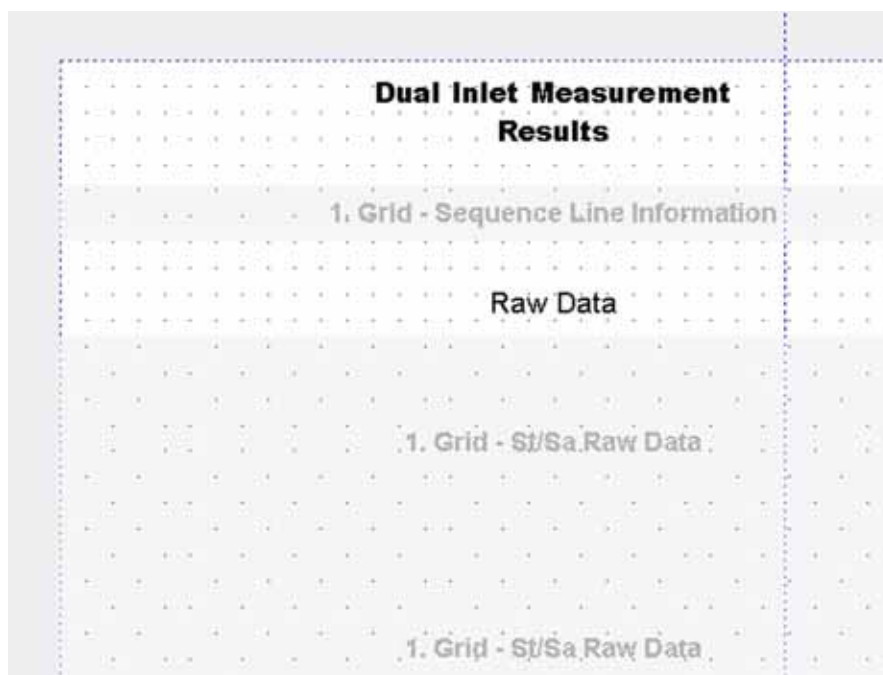 Dual Inlet Measurement
Results
1. Grid - Sequence Line Information
Raw Data
1. Grid - St/Sa Raw Data
1. Grid - St/Sa Raw Data